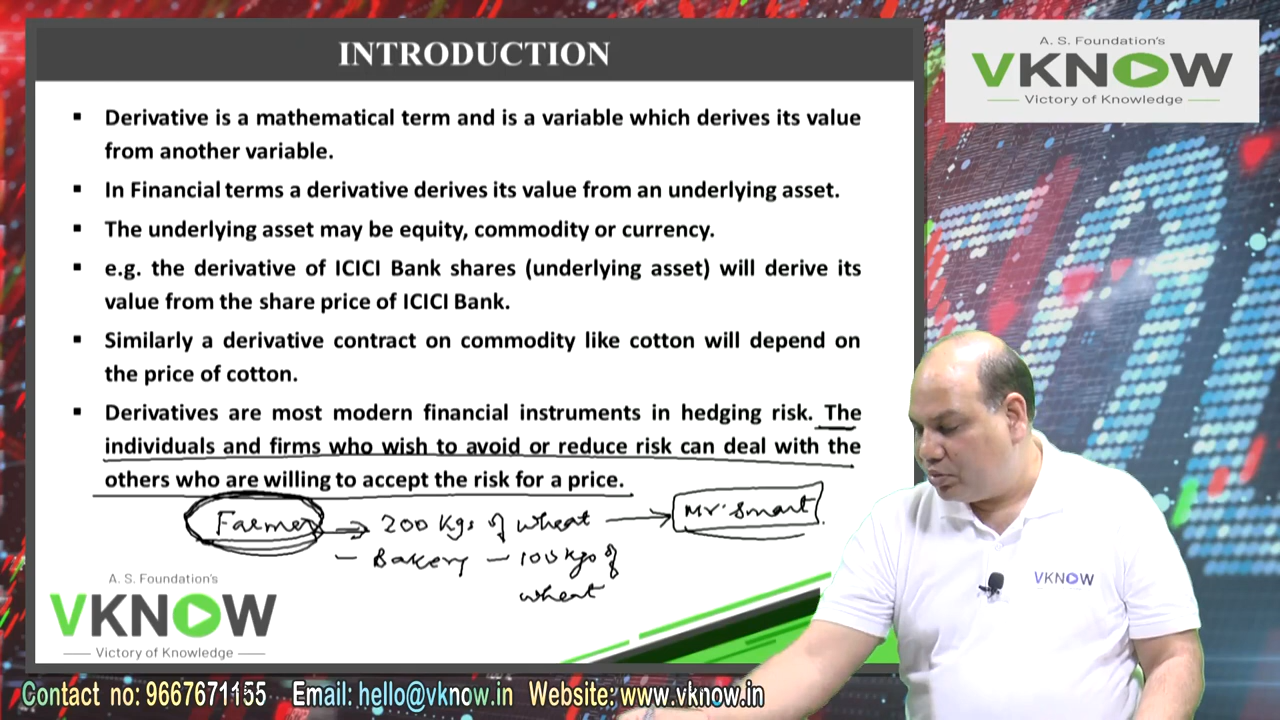 INTRODUCTION
▪ Derivative is a mathematical term and is a variable which derives its value
from another variable.
▪ In Financial terms a derivative derives its value from an underlying asset.
▪ The underlying asset may be equity, commodity or currency.
▪ e.g. the derivative of ICICI Bank shares (underlying asset) will derive its
value from the share price of ICICI Bank.
▪ Similarly a derivative contract on commodity like cotton will depend on
the price of cotton.
▪ Derivatives are most modern financial instruments in hedging risk. The
individuals and firms who wish to avoid or reduce risk can deal with the
others who are willing to accept the risk for a price.
Farmer → 200 Kgs of wheat → Mr. Smart
– Bakery – 100 kgs of
wheat
A. S. Foundation's
VKNOW
Victory of Knowledge
A. S. Foundation's
VKNOW
Victory of Knowledge
VKNOW
Contact no: 9667671155 Email: hello@vknow.in Website: www.vknow.in